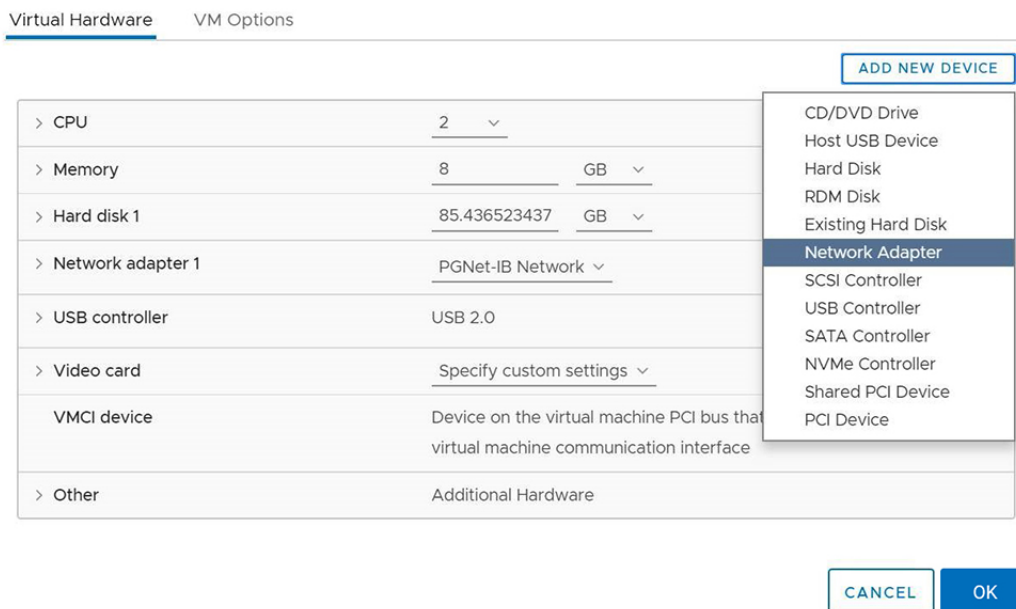 Virtual Hardware VM Options
ADD NEW DEVICE
CPU 2
Memory 8 GB
Hard disk 1 85.436523437 GB
Network adapter 1 PGNet-IB Network
USB controller USB 2.0
Video card Specify custom settings
VMCI device Device on the virtual machine PCI bus that
virtual machine communication interface
Other Additional Hardware
CD/DVD Drive
Host USB Device
Hard Disk
RDM Disk
Existing Hard Disk
Network Adapter
SCSI Controller
USB Controller
SATA Controller
NVMe Controller
Shared PCI Device
PCI Device
CANCEL OK